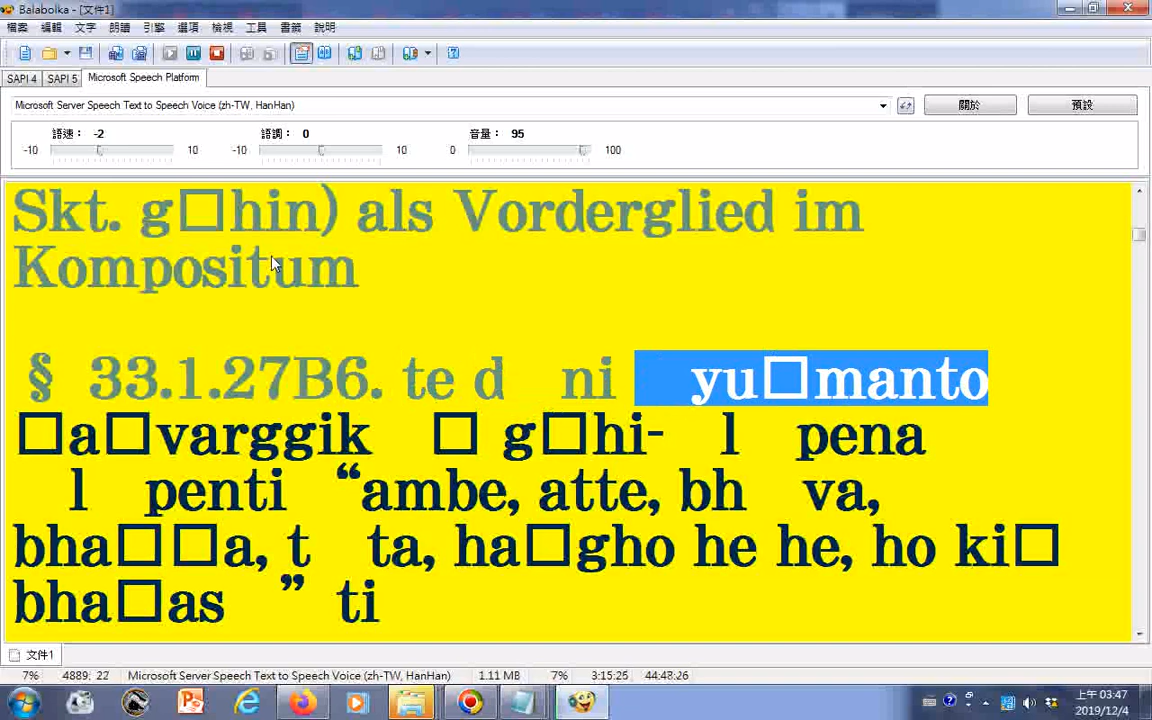 Balabolka - [文件1]
檔案 編輯 文字 朗讀 引擎 選項 檢視 工具 書籤 說明
SAPI 4 SAPI 5 Microsoft Speech Platform
Microsoft Server Speech Text to Speech Voice (zh-TW, HanHan) 關於 預設
語速： -2 語調： 0 音量： 95
-10 10 -10 10 0 100
Skt. g□hin) als Vorderglied im
Kompositum
§ 33.1.27B6. te d ni yu□manto
□a□varggik □ g□hi- l pena
l penti “ambe, atte, bh va,
bha□□a, t ta, ha□gho he he, ho ki□
bha□as ” ti
文件1
7% 4889: 22 Microsoft Server Speech Text to Speech Voice (zh-TW, HanHan) 1.11 MB 7% 3:15:25 44:48:26
上午 03:47
2019/12/4